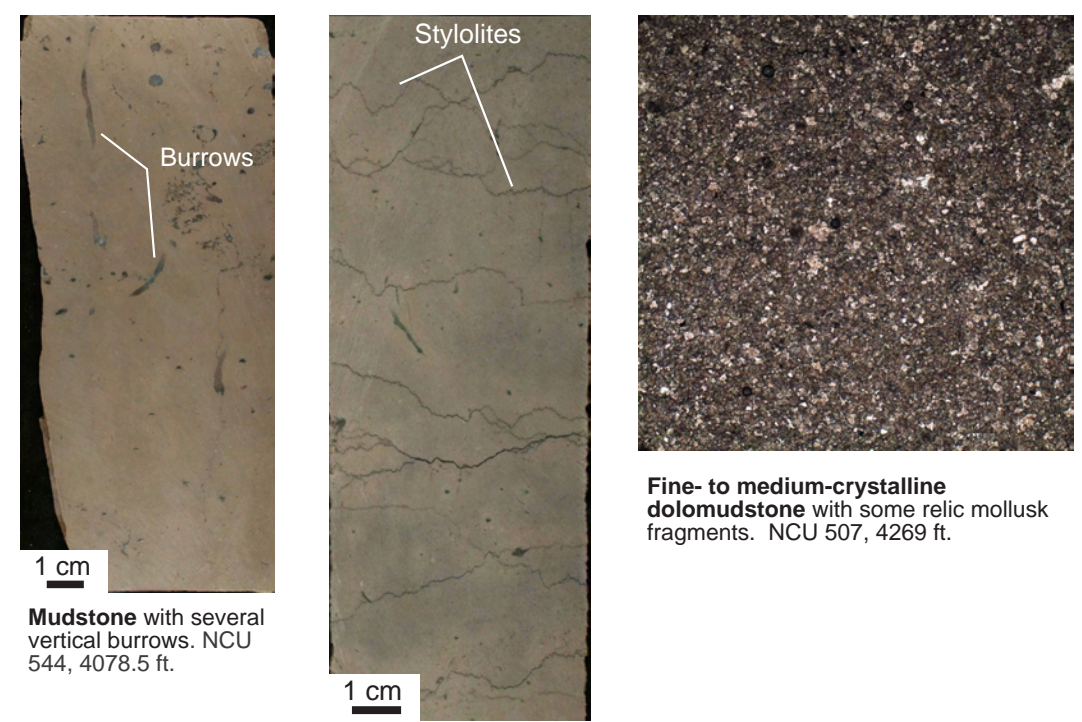 Burrows
1 cm
Mudstone with several
vertical burrows. NCU
544, 4078.5 ft.
Stylolites
1 cm
Fine- to medium-crystalline
dolomudstone with some relic mollusk
fragments.  NCU 507, 4269 ft.